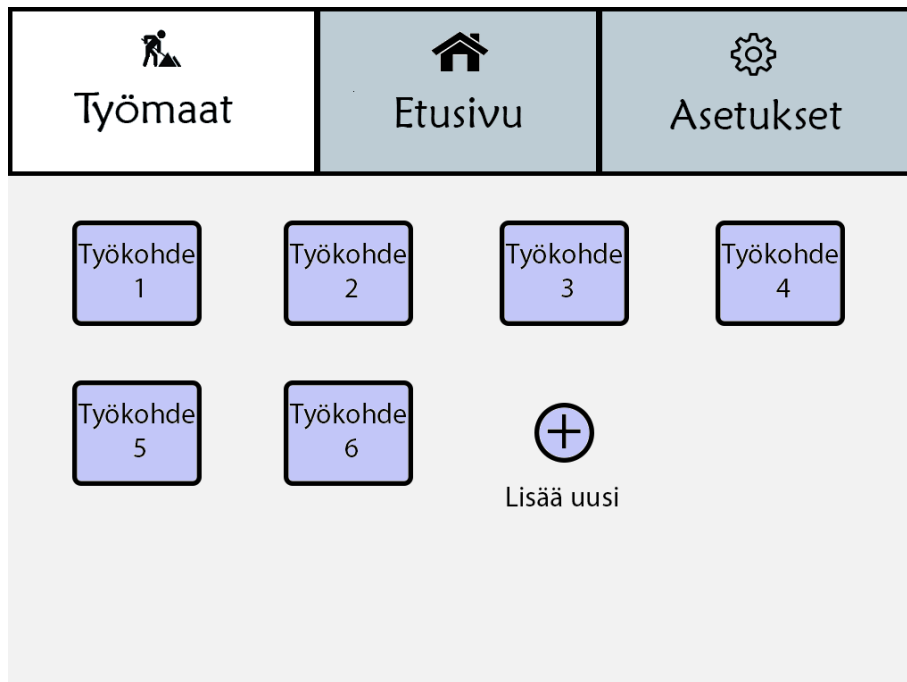 Työmaat
Etusivu
Asetukset
Työkohde
1
Työkohde
2
Työkohde
3
Työkohde
4
Työkohde
5
Työkohde
6
Lisää uusi